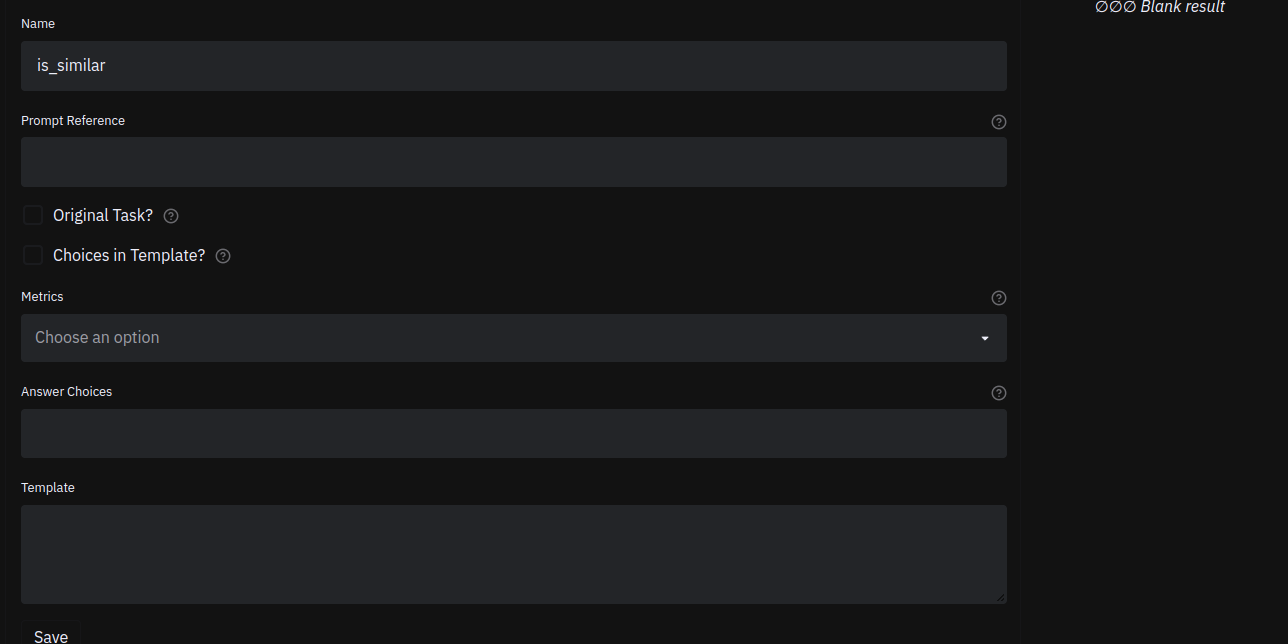 Name
∅∅∅ Blank result
is_similar
Prompt Reference
Original Task?
Choices in Template?
Metrics
Choose an option
Answer Choices
Template
Save